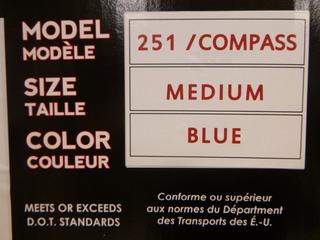 MODEL
MODÈLE
251 /COMPASS
SIZE
TAILLE
MEDIUM
COLOR
COULEUR
BLUE
MEETS OR EXCEEDS
D.O.T. STANDARDS
Conforme ou supérieur
aux normes du Départment
des Transports des É.-U.